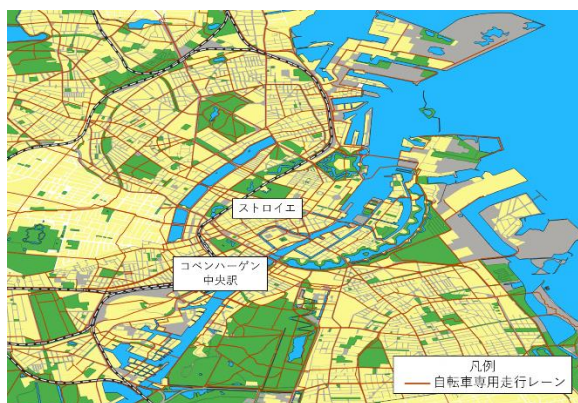 ストロイエ
コペンハーゲン
中央駅
凡例
自転車専用走行レーン